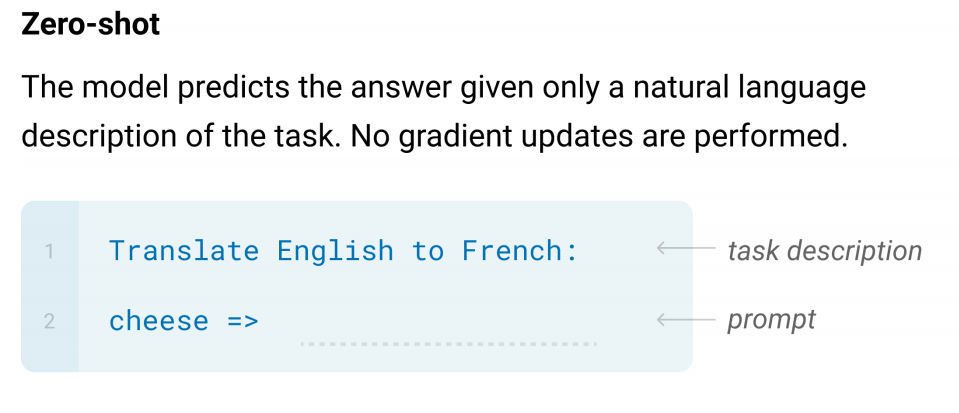 Zero-shot
The model predicts the answer given only a natural language
description of the task. No gradient updates are performed.
1 Translate English to French: task description
2 cheese => prompt